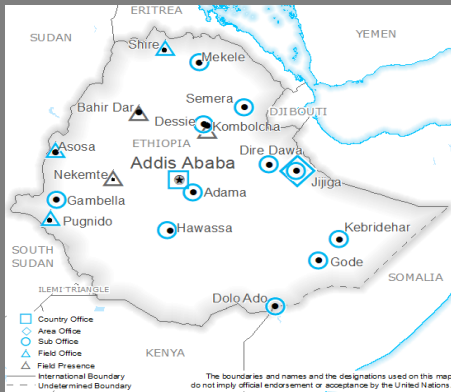 ERITREA
SUDAN
YEMEN
Shire
Mekele
Semera
Bahir Dar
DJIBOUTI
Dessie
Kombolcha
Asosa
ETHIOPIA
Dire Dawa
Addis Ababa
Nekemte
Jijiga
Adama
Gambella
Pugnido
Hawassa
Kebridehar
SOUTH
SUDAN
Gode
SOMALIA
ILEMI TRIANGLE
Dolo Ado
Country Office
Area Office
Sub Office
Field Office
KENYA
Field Presence
International Boundary
Undetermined Boundary
The boundaries and names and the designations used on this map
do not imply official endorsement or acceptance by the United Nations